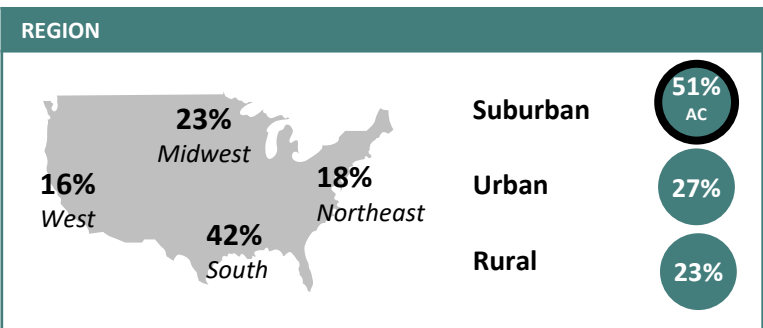 REGION
23%
Midwest
16%
West
18%
Northeast
42%
South
Suburban
51%
AC
Urban
27%
Rural
23%